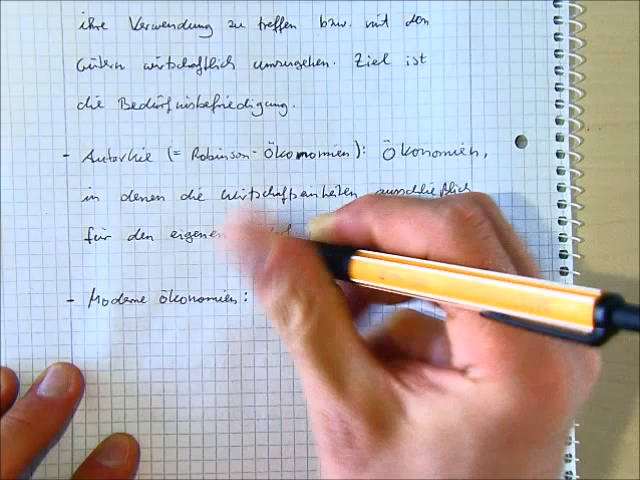 ihre Verwendung zu treffen bzw. mit den
Gütern wirtschaftlich umzugehen. Ziel ist
die Bedürfnisbefriedigung.
- Autarkie (= Robinson-Ökonomien): Ökonomien,
in denen die Wirtschaftseinheiten ausschließlich
für den eigenen
- Moderne Ökonomien: